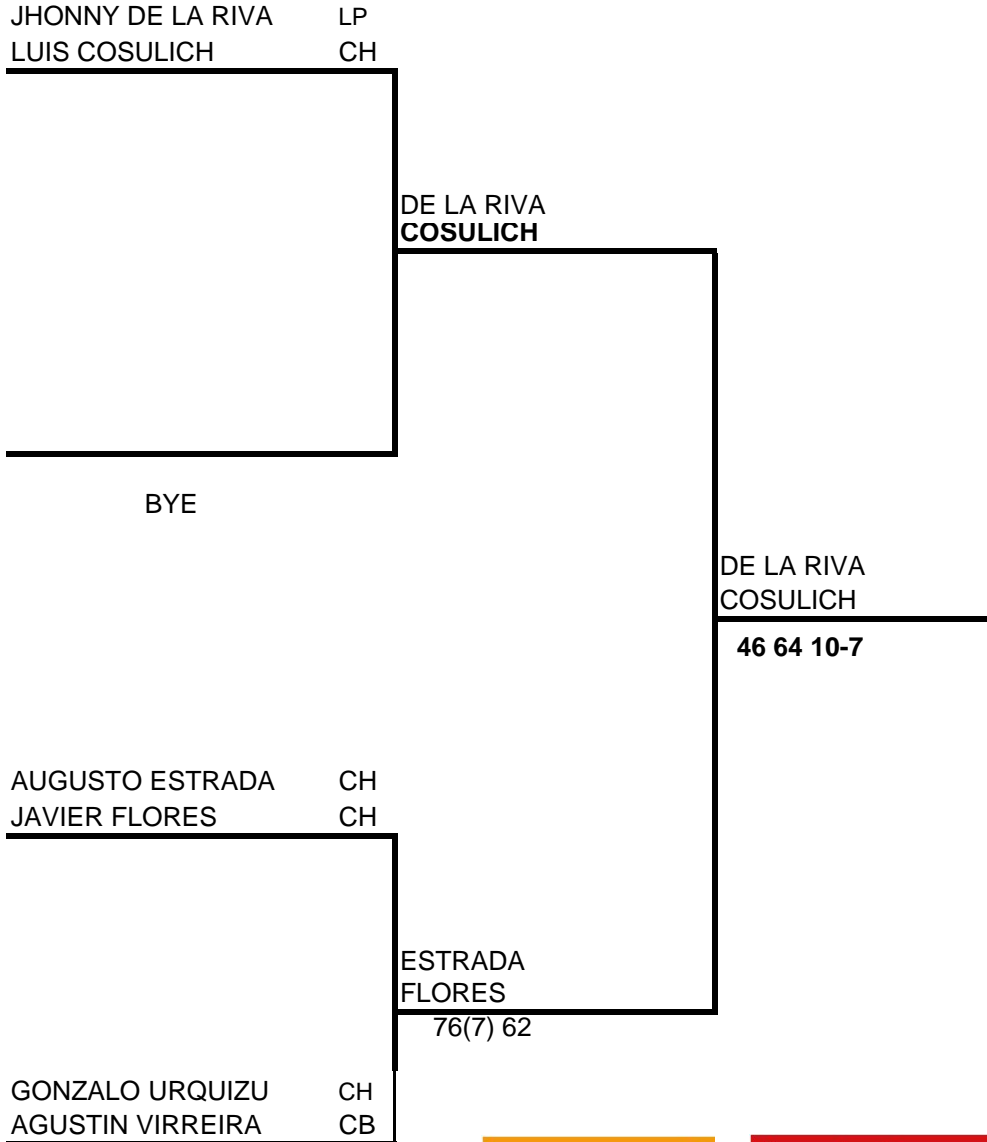 JHONNY DE LA RIVA LP
LUIS COSULICH CH
DE LA RIVA
COSULICH
BYE
DE LA RIVA
COSULICH
46 64 10-7
AUGUSTO ESTRADA CH
JAVIER FLORES CH
ESTRADA
FLORES
76(7) 62
GONZALO URQUIZU CH
AGUSTIN VIRREIRA CB